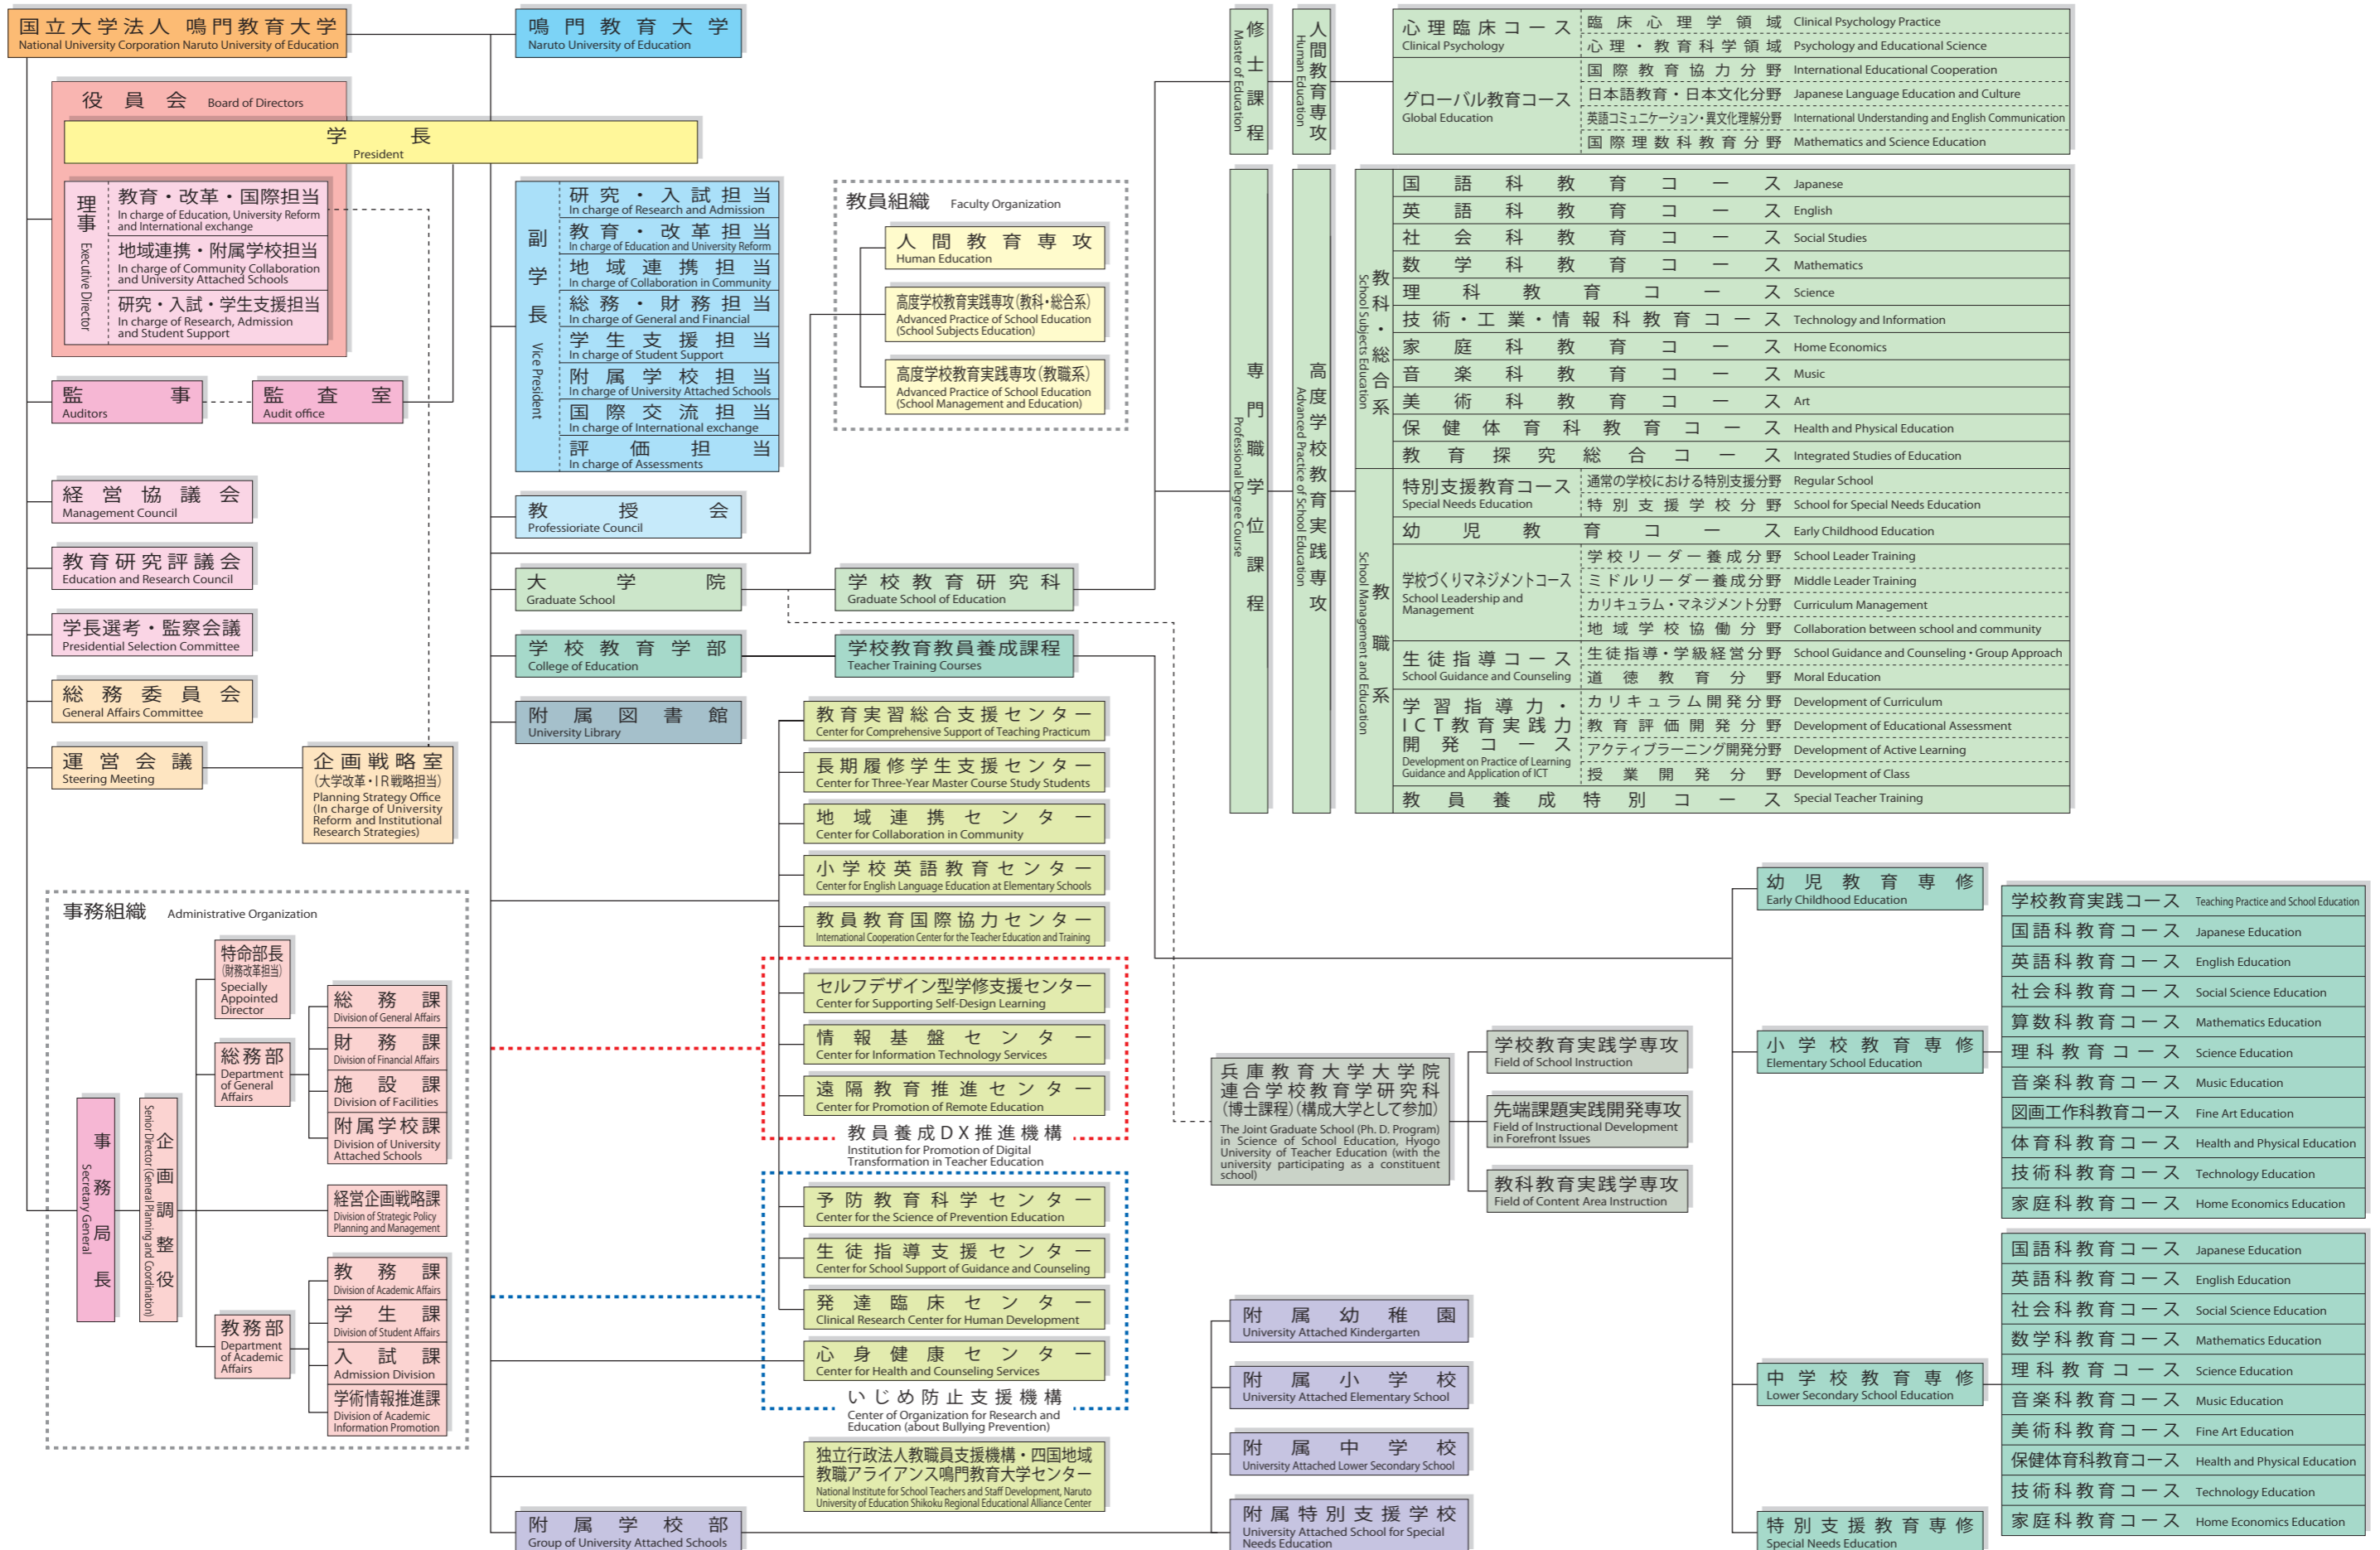 国立大学法人 鳴門教育大学
National University Corporation Naruto University of Education
役員会 Board of Directors
学長
President
理事 Executive Director
教育・改革・国際担当
In charge of Education, University Reform
and International exchange
地域連携・附属学校担当
In charge of Community Collaboration
and University Attached Schools
研究・入試・学生支援担当
In charge of Research, Admission
and Student Support
監事
Auditors
監査室
Audit office
経営協議会
Management Council
教育研究評議会
Education and Research Council
学長選考・監察会議
Presidential Selection Committee
総務委員会
General Affairs Committee
運営会議
Steering Meeting
企画戦略室
(大学改革・IR戦略担当)
Planning Strategy Office
(In charge of University
Reform and Institutional
Research Strategies)
事務組織 Administrative Organization
事務局長 Secretary General
企画調整役
Senior Director (General Planning and Coordination)
特命部長
(財務改革担当)
Specially
Appointed
Director
総務部
Department
of General
Affairs
総務課
Division of General Affairs
財務課
Division of Financial Affairs
施設課
Division of Facilities
附属学校課
Division of University
Attached Schools
経営企画戦略課
Division of Strategic Policy
Planning and Management
教務部
Department
of Academic
Affairs
教務課
Division of Academic Affairs
学生課
Division of Student Affairs
入試課
Admission Division
学術情報推進課
Division of Academic
Information Promotion
鳴門教育大学
Naruto University of Education
副学長 Vice President
研究・入試担当
In charge of Research and Admission
教育・改革担当
In charge of Education and University Reform
地域連携担当
In charge of Collaboration in Community
総務・財務担当
In charge of General and Financial
学生支援担当
In charge of Student Support
附属学校担当
In charge of University Attached Schools
国際交流担当
In charge of International exchange
評価担当
In charge of Assessments
教授会
Professioriate Council
教員組織 Faculty Organization
人間教育専攻
Human Education
高度学校教育実践専攻(教科・総合系)
Advanced Practice of School Education
(School Subjects Education)
高度学校教育実践専攻(教職系)
Advanced Practice of School Education
(School Management and Education)
大学院
Graduate School
学校教育研究科
Graduate School of Education
学校教育学部
College of Education
学校教育教員養成課程
Teacher Training Courses
附属図書館
University Library
教育実習総合支援センター
Center for Comprehensive Support of Teaching Practicum
長期履修学生支援センター
Center for Three-Year Master Course Study Students
地域連携センター
Center for Collaboration in Community
小学校英語教育センター
Center for English Language Education at Elementary Schools
教員教育国際協力センター
International Cooperation Center for the Teacher Education and Training
セルフデザイン型学修支援センター
Center for Supporting Self-Design Learning
情報基盤センター
Center for Information Technology Services
遠隔教育推進センター
Center for Promotion of Remote Education
教員養成DX推進機構
Institution for Promotion of Digital
Transformation in Teacher Education
予防教育科学センター
Center for the Science of Prevention Education
生徒指導支援センター
Center for School Support of Guidance and Counseling
発達臨床センター
Clinical Research Center for Human Development
心身健康センター
Center for Health and Counseling Services
いじめ防止支援機構
Center of Organization for Research and
Education (about Bullying Prevention)
独立行政法人教職員支援機構・四国地域
教職アライアンス鳴門教育大学センター
National Institute for School Teachers and Staff Development, Naruto
University of Education Shikoku Regional Educational Alliance Center
附属学校部
Group of University Attached Schools
附属幼稚園
University Attached Kindergarten
附属小学校
University Attached Elementary School
附属中学校
University Attached Lower Secondary School
附属特別支援学校
University Attached School for Special
Needs Education
修士課程
Master of Education
人間教育専攻
Human Education
心理臨床コース
Clinical Psychology
臨床心理学領域 Clinical Psychology Practice
心理・教育科学領域 Psychology and Educational Science
グローバル教育コース
Global Education
国際教育協力分野 International Educational Cooperation
日本語教育・日本文化分野 Japanese Language Education and Culture
英語コミュニケーション・異文化理解分野 International Understanding and English Communication
国際理数科教育分野 Mathematics and Science Education
専門職学位課程
Professional Degree Course
高度学校教育実践専攻
Advanced Practice of School Education
教科・総合系
School Subjects Education
国語科教育コース Japanese
英語科教育コース English
社会科教育コース Social Studies
数学科教育コース Mathematics
理科教育コース Science
技術・工業・情報科教育コース Technology and Information
家庭科教育コース Home Economics
音楽科教育コース Music
美術科教育コース Art
保健体育科教育コース Health and Physical Education
教育探究総合コース Integrated Studies of Education
教職系
School Management and Education
特別支援教育コース
Special Needs Education
通常の学校における特別支援分野 Regular School
特別支援学校分野 School for Special Needs Education
幼児教育コース Early Childhood Education
学校づくりマネジメントコース
School Leadership and
Management
学校リーダー養成分野 School Leader Training
ミドルリーダー養成分野 Middle Leader Training
カリキュラム・マネジメント分野 Curriculum Management
地域学校協働分野 Collaboration between school and community
生徒指導コース
School Guidance and Counseling
生徒指導・学級経営分野 School Guidance and Counseling・Group Approach
道徳教育分野 Moral Education
学習指導力・
ICT教育実践力
開発コース
Development on Practice of Learning
Guidance and Application of ICT
カリキュラム開発分野 Development of Curriculum
教育評価開発分野 Development of Educational Assessment
アクティブラーニング開発分野 Development of Active Learning
授業開発分野 Development of Class
教員養成特別コース Special Teacher Training
兵庫教育大学大学院
連合学校教育学研究科
(博士課程)(構成大学として参加)
The Joint Graduate School (Ph. D. Program)
in Science of School Education, Hyogo
University of Teacher Education (with the
university participating as a constituent
school)
学校教育実践学専攻
Field of School Instruction
先端課題実践開発専攻
Field of Instructional Development
in Forefront Issues
教科教育実践学専攻
Field of Content Area Instruction
幼児教育専修
Early Childhood Education
小学校教育専修
Elementary School Education
学校教育実践コース Teaching Practice and School Education
国語科教育コース Japanese Education
英語科教育コース English Education
社会科教育コース Social Science Education
算数科教育コース Mathematics Education
理科教育コース Science Education
音楽科教育コース Music Education
図画工作科教育コース Fine Art Education
体育科教育コース Health and Physical Education
技術科教育コース Technology Education
家庭科教育コース Home Economics Education
中学校教育専修
Lower Secondary School Education
国語科教育コース Japanese Education
英語科教育コース English Education
社会科教育コース Social Science Education
数学科教育コース Mathematics Education
理科教育コース Science Education
音楽科教育コース Music Education
美術科教育コース Fine Art Education
保健体育科教育コース Health and Physical Education
技術科教育コース Technology Education
家庭科教育コース Home Economics Education
特別支援教育専修
Special Needs Education